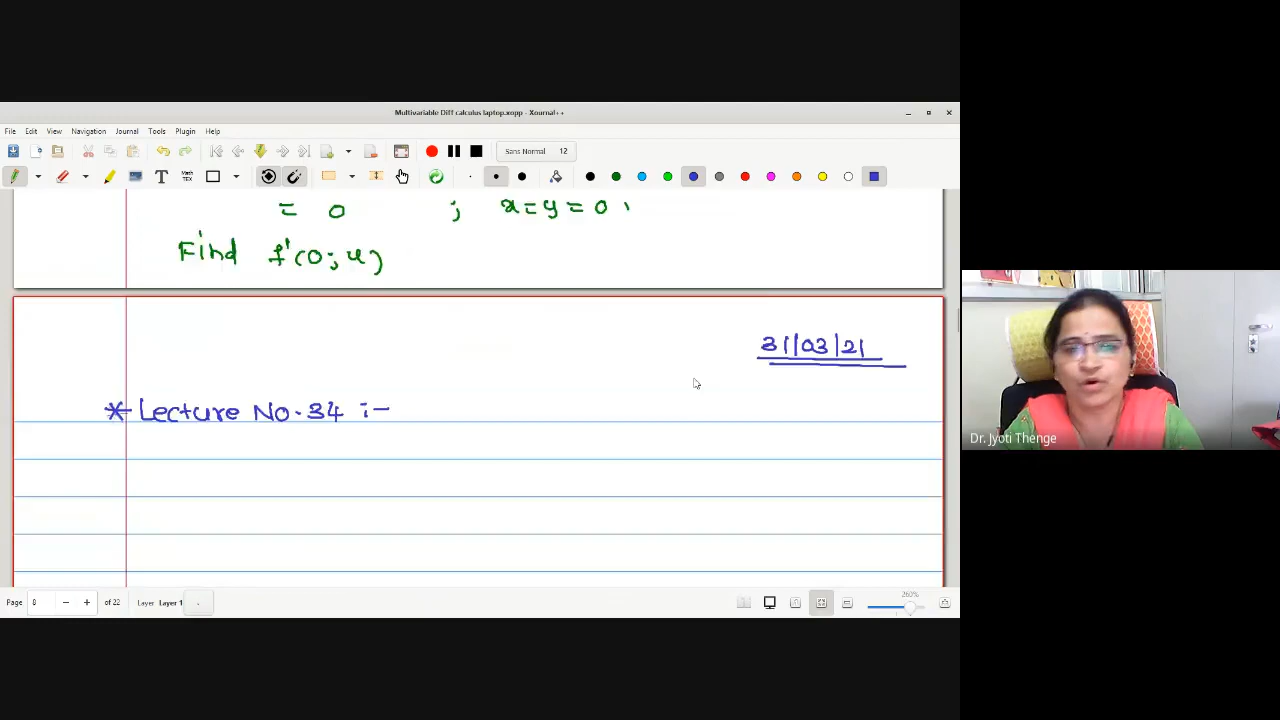 Multivariable Diff calculus laptop.xopp - Xournal++
File Edit View Navigation Journal Tools Plugin Help
Sans Normal 12
= 0 ; x=y=0.
Find f'(0;u)
31/03/21
* Lecture No.34 :-
Dr. Jyoti Thenge
Page 8 of 22 Layer Layer 1 260%